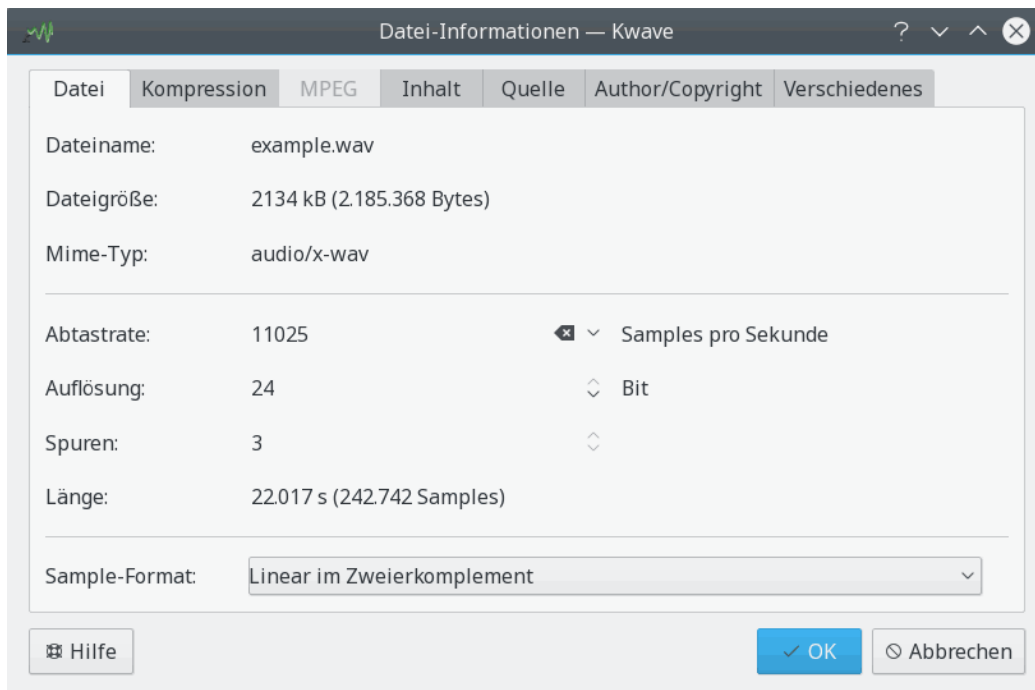 Datei-Informationen — Kwave
Datei Kompression MPEG Inhalt Quelle Author/Copyright Verschiedenes
Dateiname: example.wav
Dateigröße: 2134 kB (2.185.368 Bytes)
Mime-Typ: audio/x-wav
Abtastrate: 11025 Samples pro Sekunde
Auflösung: 24 Bit
Spuren: 3
Länge: 22.017 s (242.742 Samples)
Sample-Format: Linear im Zweierkomplement
Hilfe OK Abbrechen